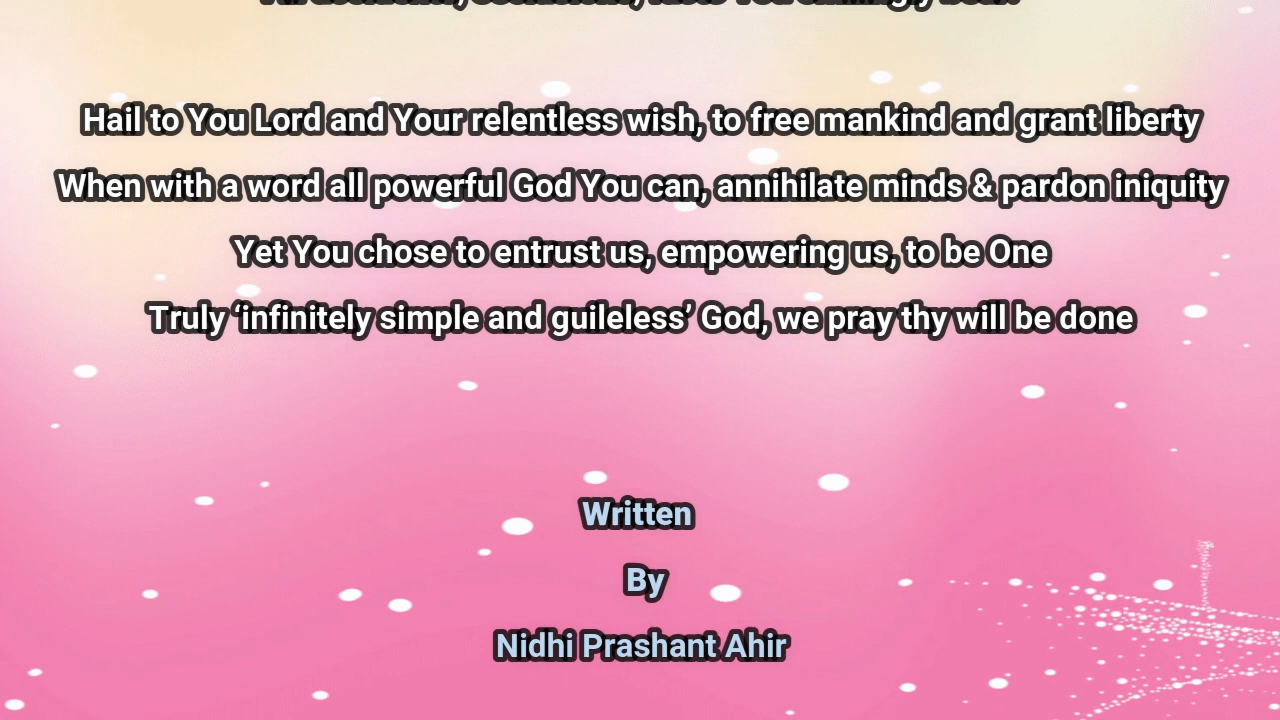 Hail to You Lord and Your relentless wish, to free mankind and grant liberty
When with a word all powerful God You can, annihilate minds & pardon iniquity
Yet You chose to entrust us, empowering us, to be One
Truly ‘infinitely simple and guileless’ God, we pray thy will be done
Written
By
Nidhi Prashant Ahir